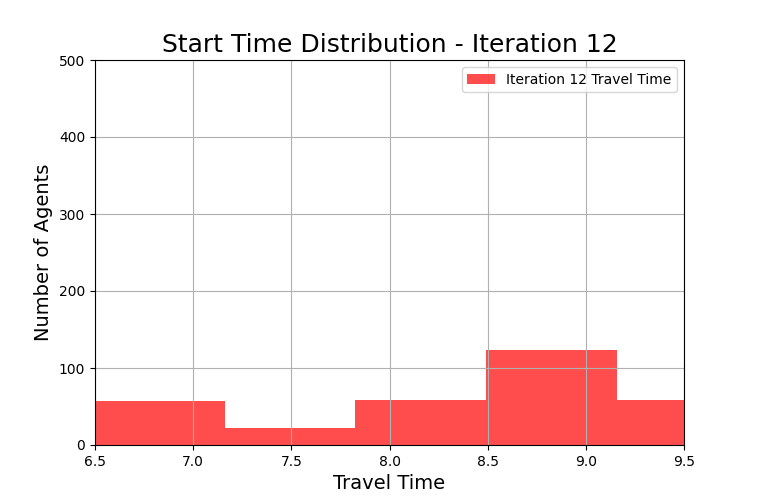 Start Time Distribution - Iteration 12
Iteration 12 Travel Time
500
400
300
200
100
0
Number of Agents
6.5 7.0 7.5 8.0 8.5 9.0 9.5
Travel Time